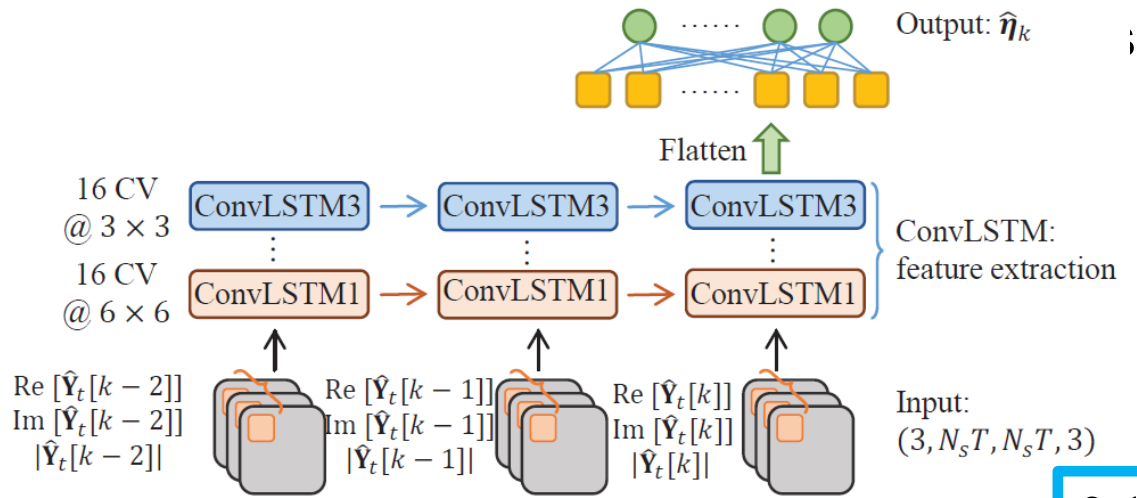 Output: η̂ₖ
Flatten
16 CV
@ 3 × 3
ConvLSTM3
ConvLSTM3
ConvLSTM3
ConvLSTM:
feature extraction
16 CV
@ 6 × 6
ConvLSTM1
ConvLSTM1
ConvLSTM1
Re [Ŷₜ[k − 2]]
Im [Ŷₜ[k − 2]]
|Ŷₜ[k − 2]|
Re [Ŷₜ[k − 1]]
Im [Ŷₜ[k − 1]]
|Ŷₜ[k − 1]|
Re [Ŷₜ[k]]
Im [Ŷₜ[k]]
|Ŷₜ[k]|
Input:
(3, NₛT, NₛT, 3)